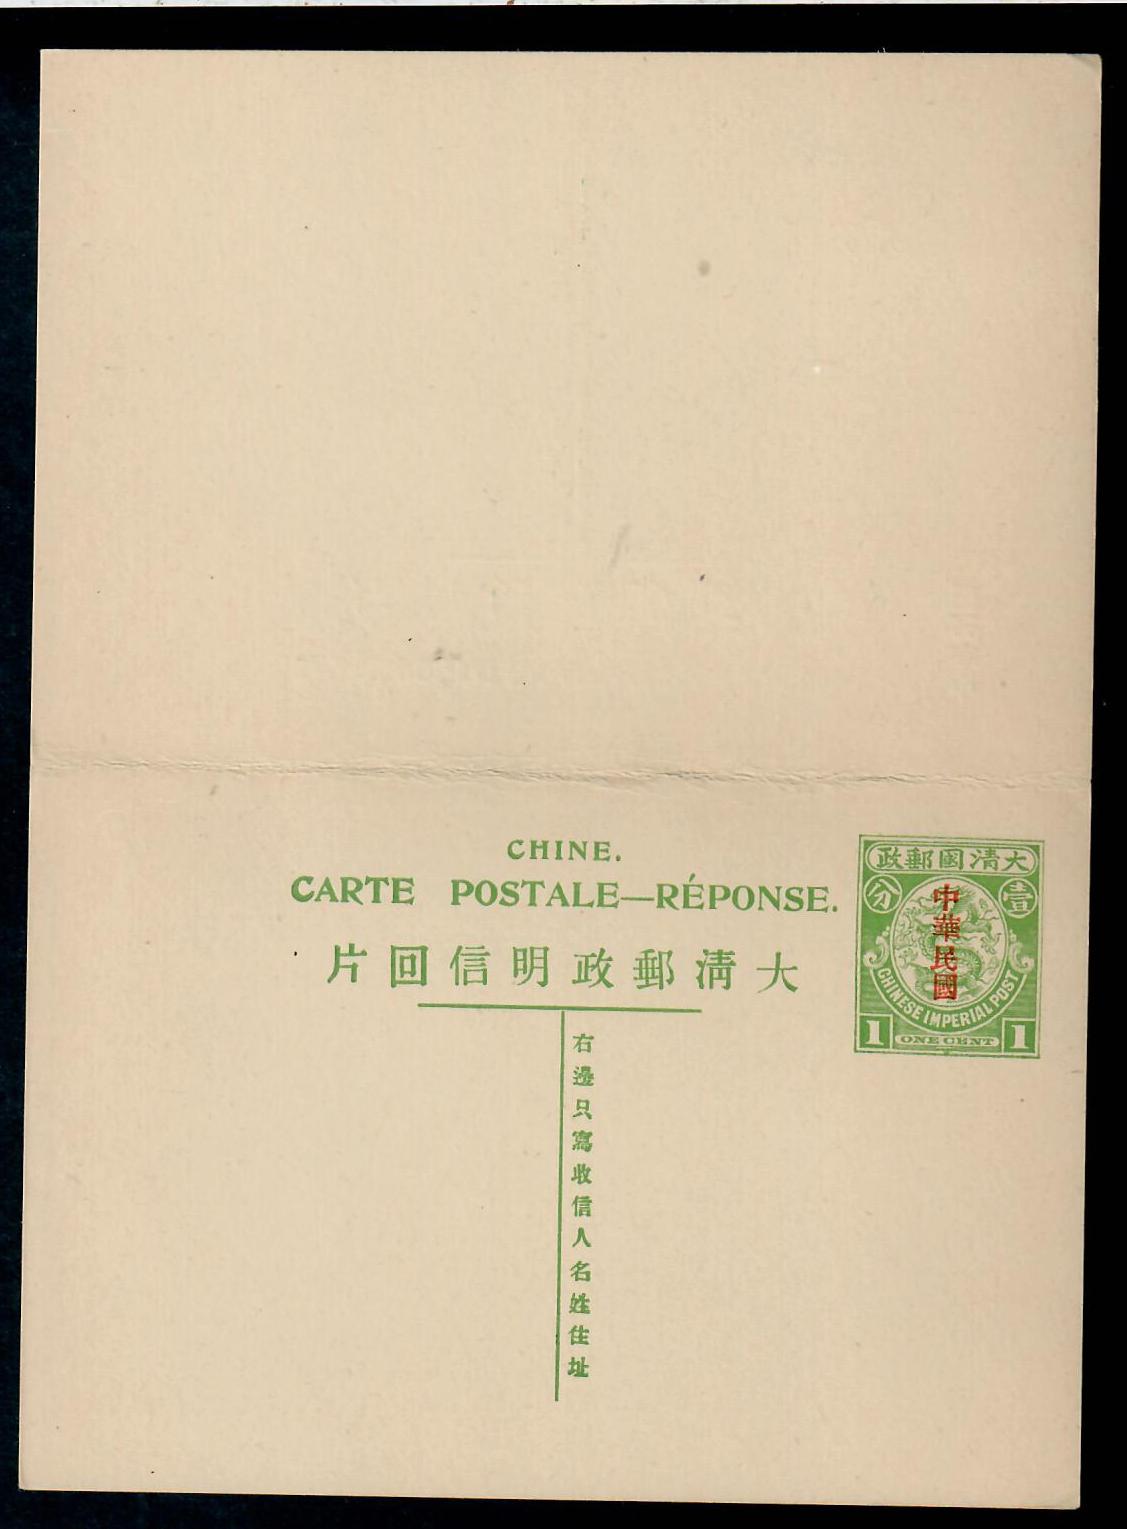 CHINE.
CARTE POSTALE—RÉPONSE.
大清郵政明信回片
右邊只寫收信人名姓住址
大清國郵政
壹分
中華民國
CHINESE IMPERIAL POST
1 ONE CENT 1